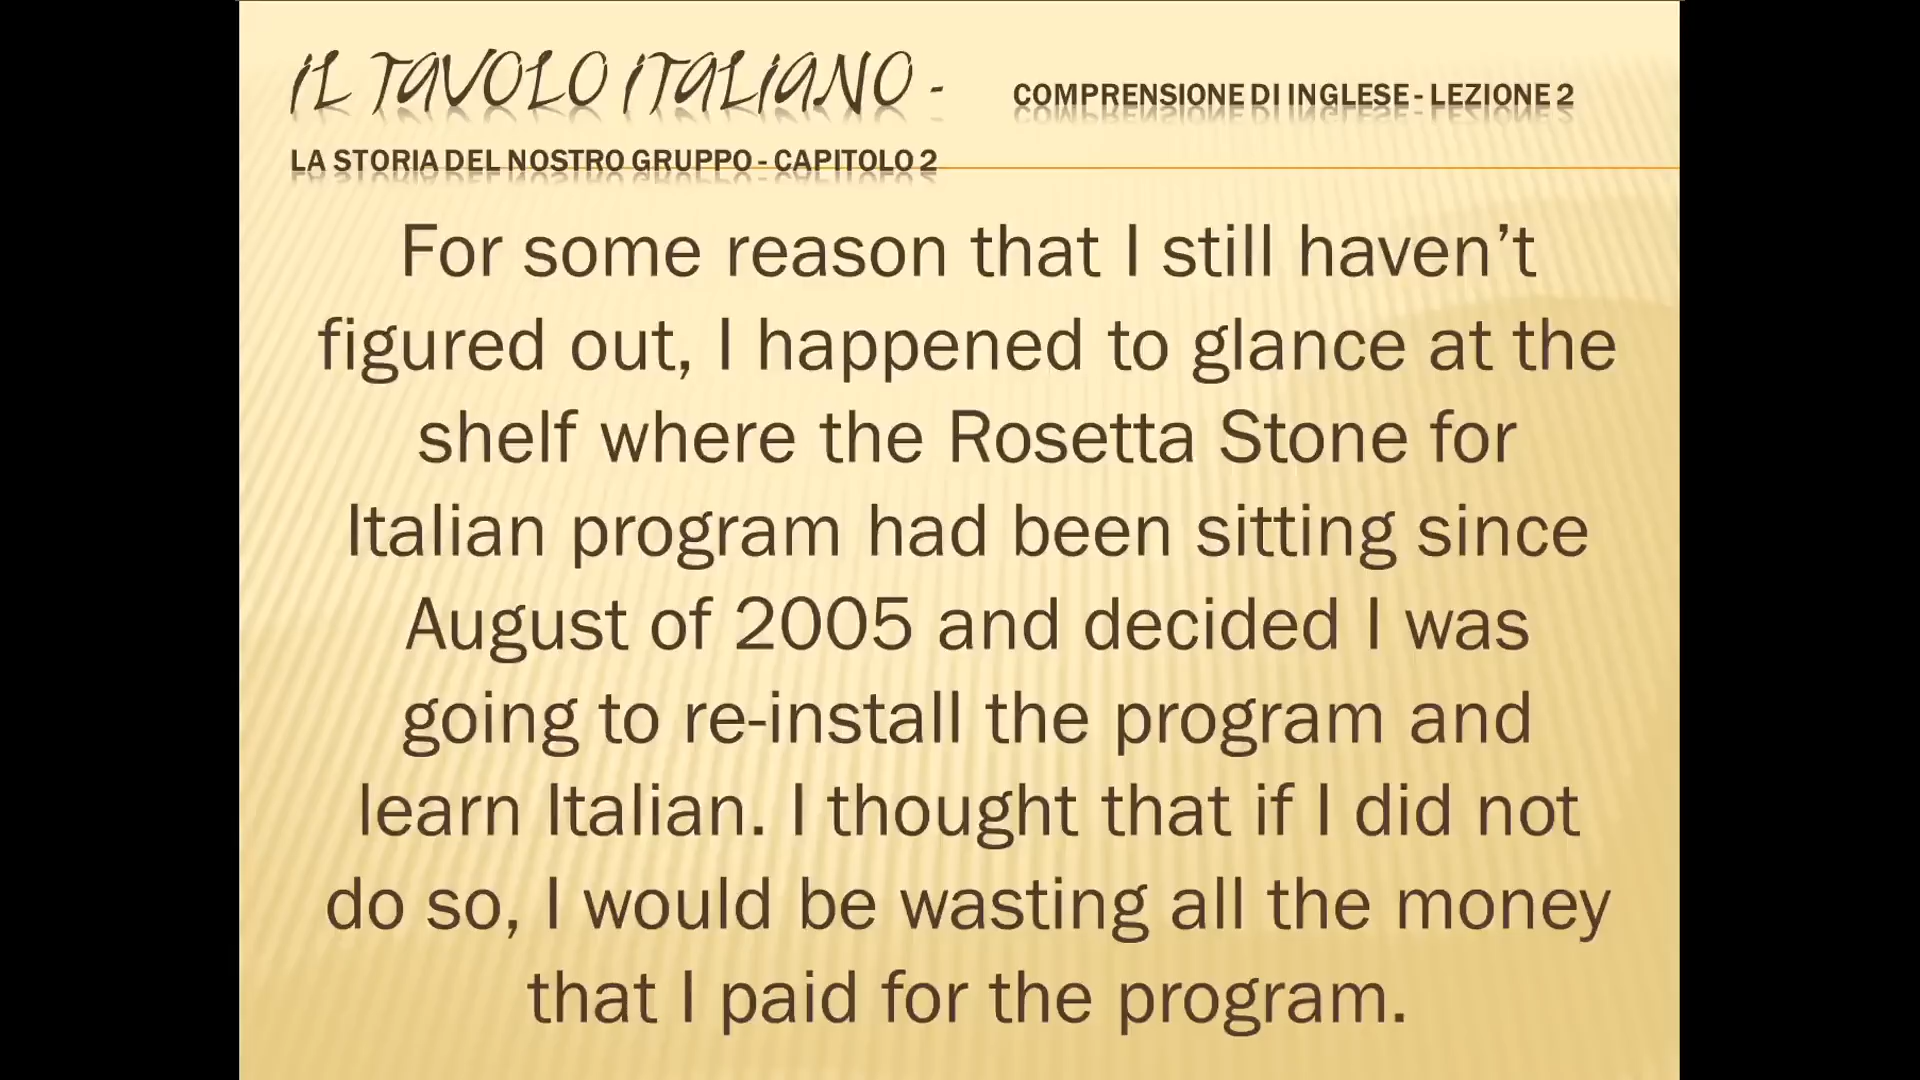 IL TAVOLO ITALIANO - COMPRENSIONE DI INGLESE - LEZIONE 2
LA STORIA DEL NOSTRO GRUPPO - CAPITOLO 2
For some reason that I still haven’t
figured out, I happened to glance at the
shelf where the Rosetta Stone for
Italian program had been sitting since
August of 2005 and decided I was
going to re-install the program and
learn Italian. I thought that if I did not
do so, I would be wasting all the money
that I paid for the program.